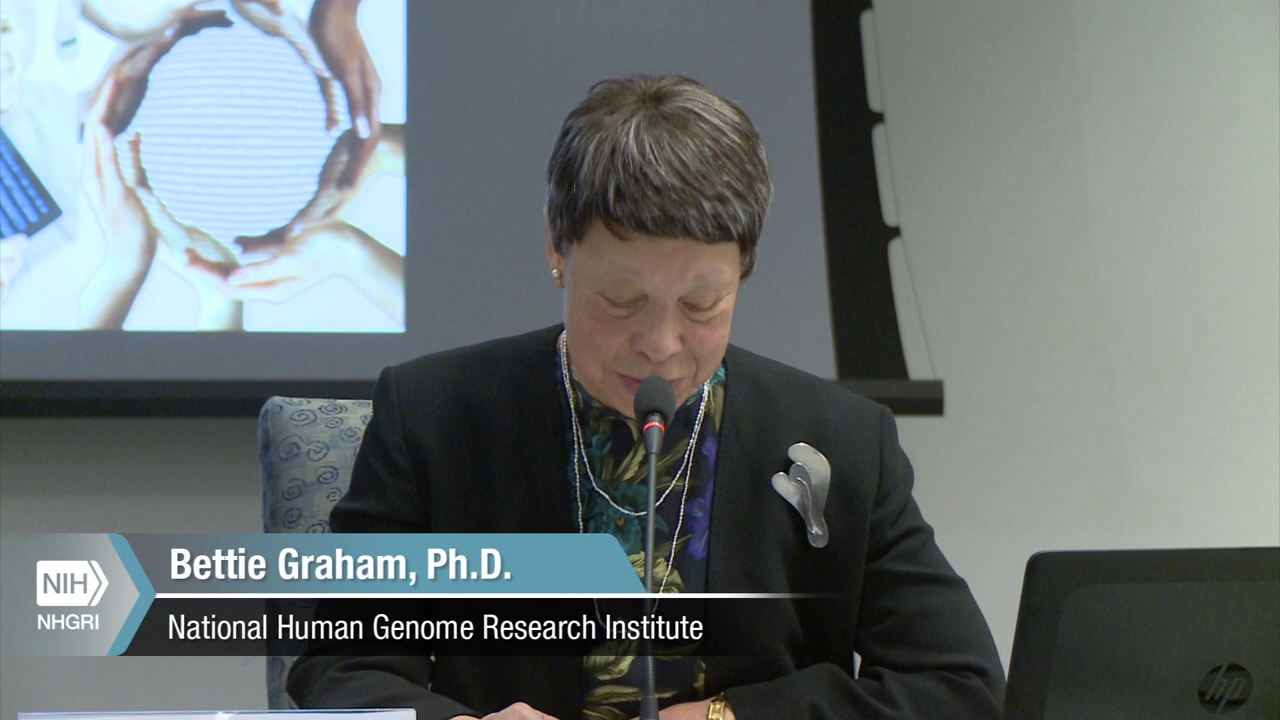 Bettie Graham, Ph.D.
NIH
NHGRI
National Human Genome Research Institute
hp